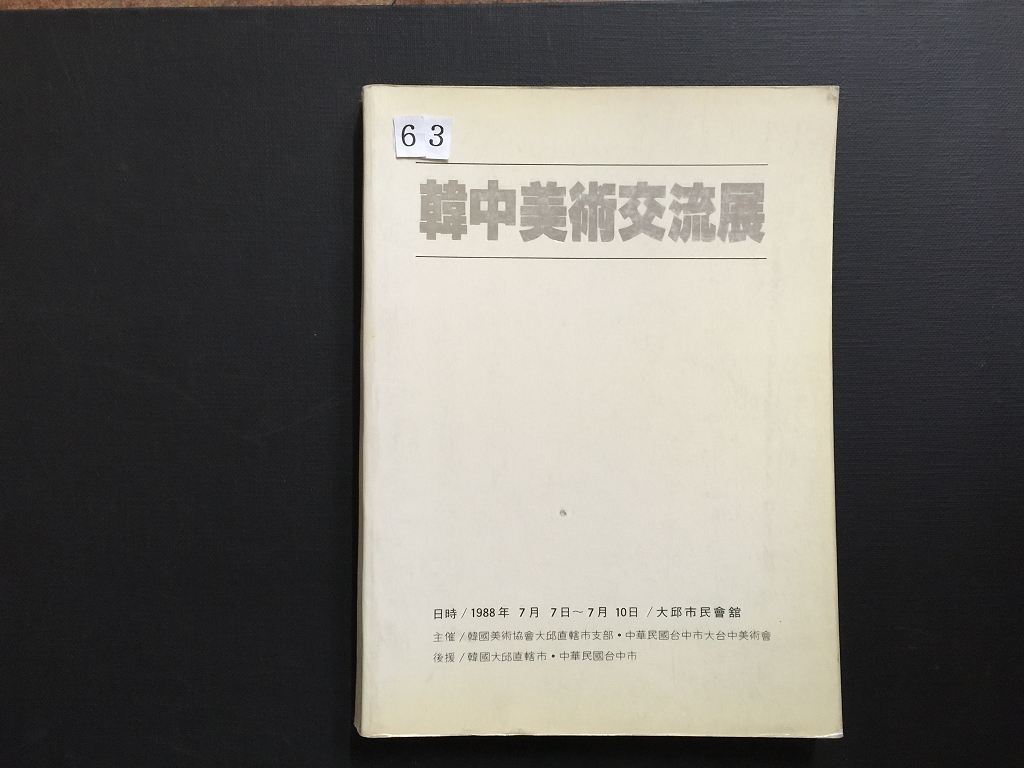 63
韓中美術交流展
日時/1988年 7月 7日~7月 10日 /大邱市民會舘
主催/韓國美術協會大邱直轄市支部・中華民國台中市大台中美術會
後援/韓國大邱直轄市・中華民國台中市